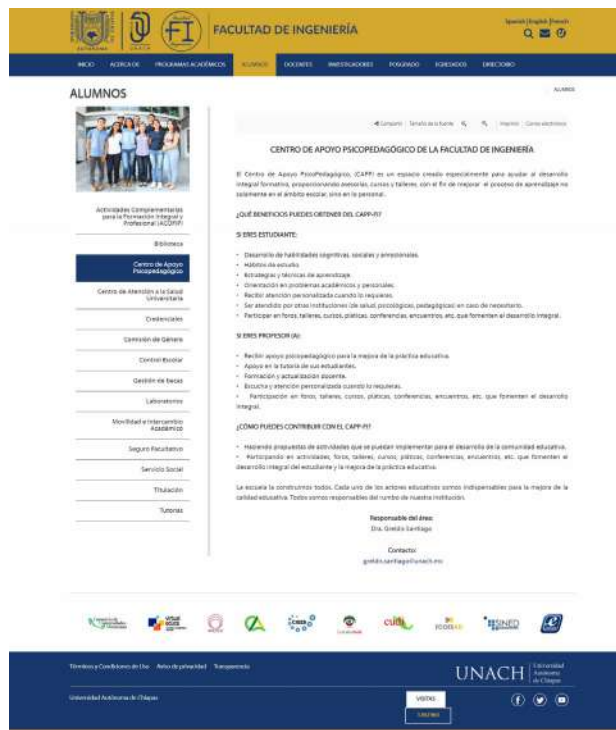 FACULTAD DE INGENIERÍA
Spanish | English | French
INICIO ACERCA DE PROGRAMAS ACADÉMICOS ALUMNOS DOCENTES INVESTIGADORES POSGRADO EGRESADOS DIRECTORIO
ALUMNOS
ALUMNOS
Compartir Tamaño de la fuente Imprimir Correo electrónico
CENTRO DE APOYO PSICOPEDAGÓGICO DE LA FACULTAD DE INGENIERÍA
El Centro de Apoyo PsicoPedagógico, (CAPP) es un espacio creado especialmente para ayudar al desarrollo
integral formativo, proporcionando asesorías, cursos y talleres, con el fin de mejorar el proceso de aprendizaje no
solamente en el ámbito escolar, sino en lo personal.
¿QUÉ BENEFICIOS PUEDES OBTENER DEL CAPP-FI?
SI ERES ESTUDIANTE:
• Desarrollo de habilidades cognitivas, sociales y emocionales.
• Hábitos de estudio.
• Estrategias y técnicas de aprendizaje.
• Orientación en problemas académicos y personales.
• Recibir atención personalizada cuando lo requieras.
• Ser atendido por otras instituciones (de salud, psicológicas, pedagógicas) en caso de necesitarlo.
• Participar en foros, talleres, cursos, pláticas, conferencias, encuentros, etc. que fomenten el desarrollo integral.
SI ERES PROFESOR (A):
• Recibir apoyo psicopedagógico para la mejora de la práctica educativa.
• Apoyo en la tutoría de sus estudiantes.
• Formación y actualización docente.
• Escucha y atención personalizada cuando lo requieras.
• Participación en foros, talleres, cursos, pláticas, conferencias, encuentros, etc. que fomenten el desarrollo
integral.
¿CÓMO PUEDES CONTRIBUIR CON EL CAPP-FI?
• Haciendo propuestas de actividades que se puedan implementar para el desarrollo de la comunidad educativa.
• Participando en actividades, foros, talleres, cursos, pláticas, conferencias, encuentros, etc. que fomenten el
desarrollo integral del estudiante y la mejora de la práctica educativa.
La escuela la construimos todos. Cada uno de los actores educativos somos indispensables para la mejora de la
calidad educativa. Todos somos responsables del rumbo de nuestra institución.
Responsable del área:
Dra. Greldis Santiago
Contacto:
greldis.santiago@unach.mx
Actividades Complementarias
para la Formación Integral y
Profesional (ACOFIP)
Biblioteca
Centro de Apoyo
Psicopedagógico
Centro de Atención a la Salud
Universitaria
Credenciales
Comisión de Género
Control Escolar
Gestión de Becas
Laboratorios
Movilidad e Intercambio
Académico
Seguro Facultativo
Servicio Social
Titulación
Tutorías
cudi
SINED
Términos y Condiciones de Uso Aviso de privacidad Transparencia
UNACH Universidad Autónoma de Chiapas
Universidad Autónoma de Chiapas
VISITAS